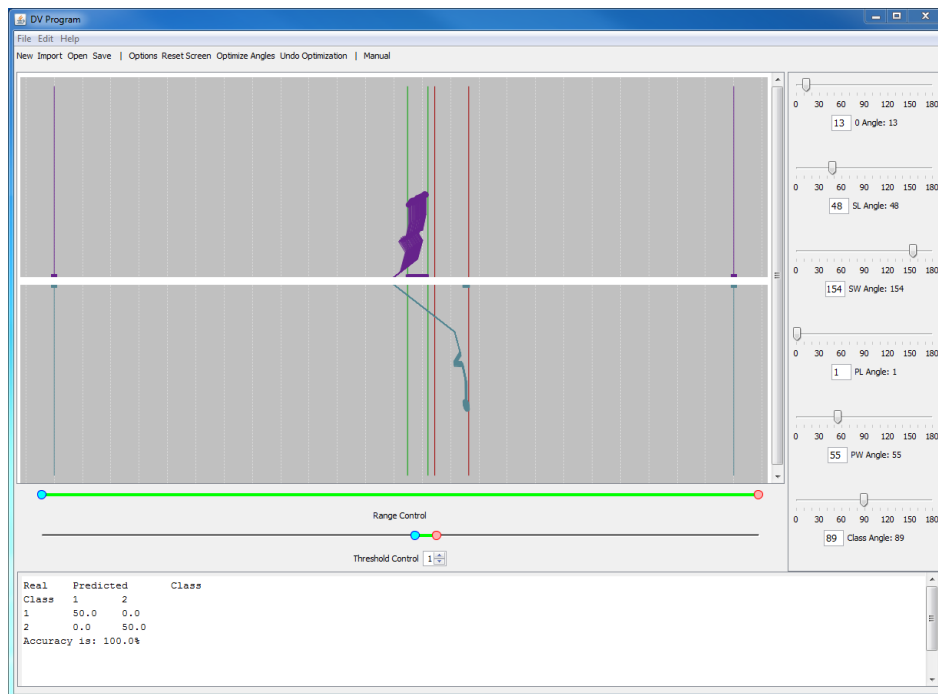 DV Program
File Edit Help
New Import Open Save | Options Reset Screen Optimize Angles Undo Optimization | Manual
0 30 60 90 120 150 180
13 0 Angle: 13
0 30 60 90 120 150 180
48 SL Angle: 48
0 30 60 90 120 150 180
154 SW Angle: 154
0 30 60 90 120 150 180
1 PL Angle: 1
0 30 60 90 120 150 180
55 PW Angle: 55
0 30 60 90 120 150 180
89 Class Angle: 89
Range Control
Threshold Control 1
Real Predicted Class
Class 1 2
1 50.0 0.0
2 0.0 50.0
Accuracy is: 100.0%